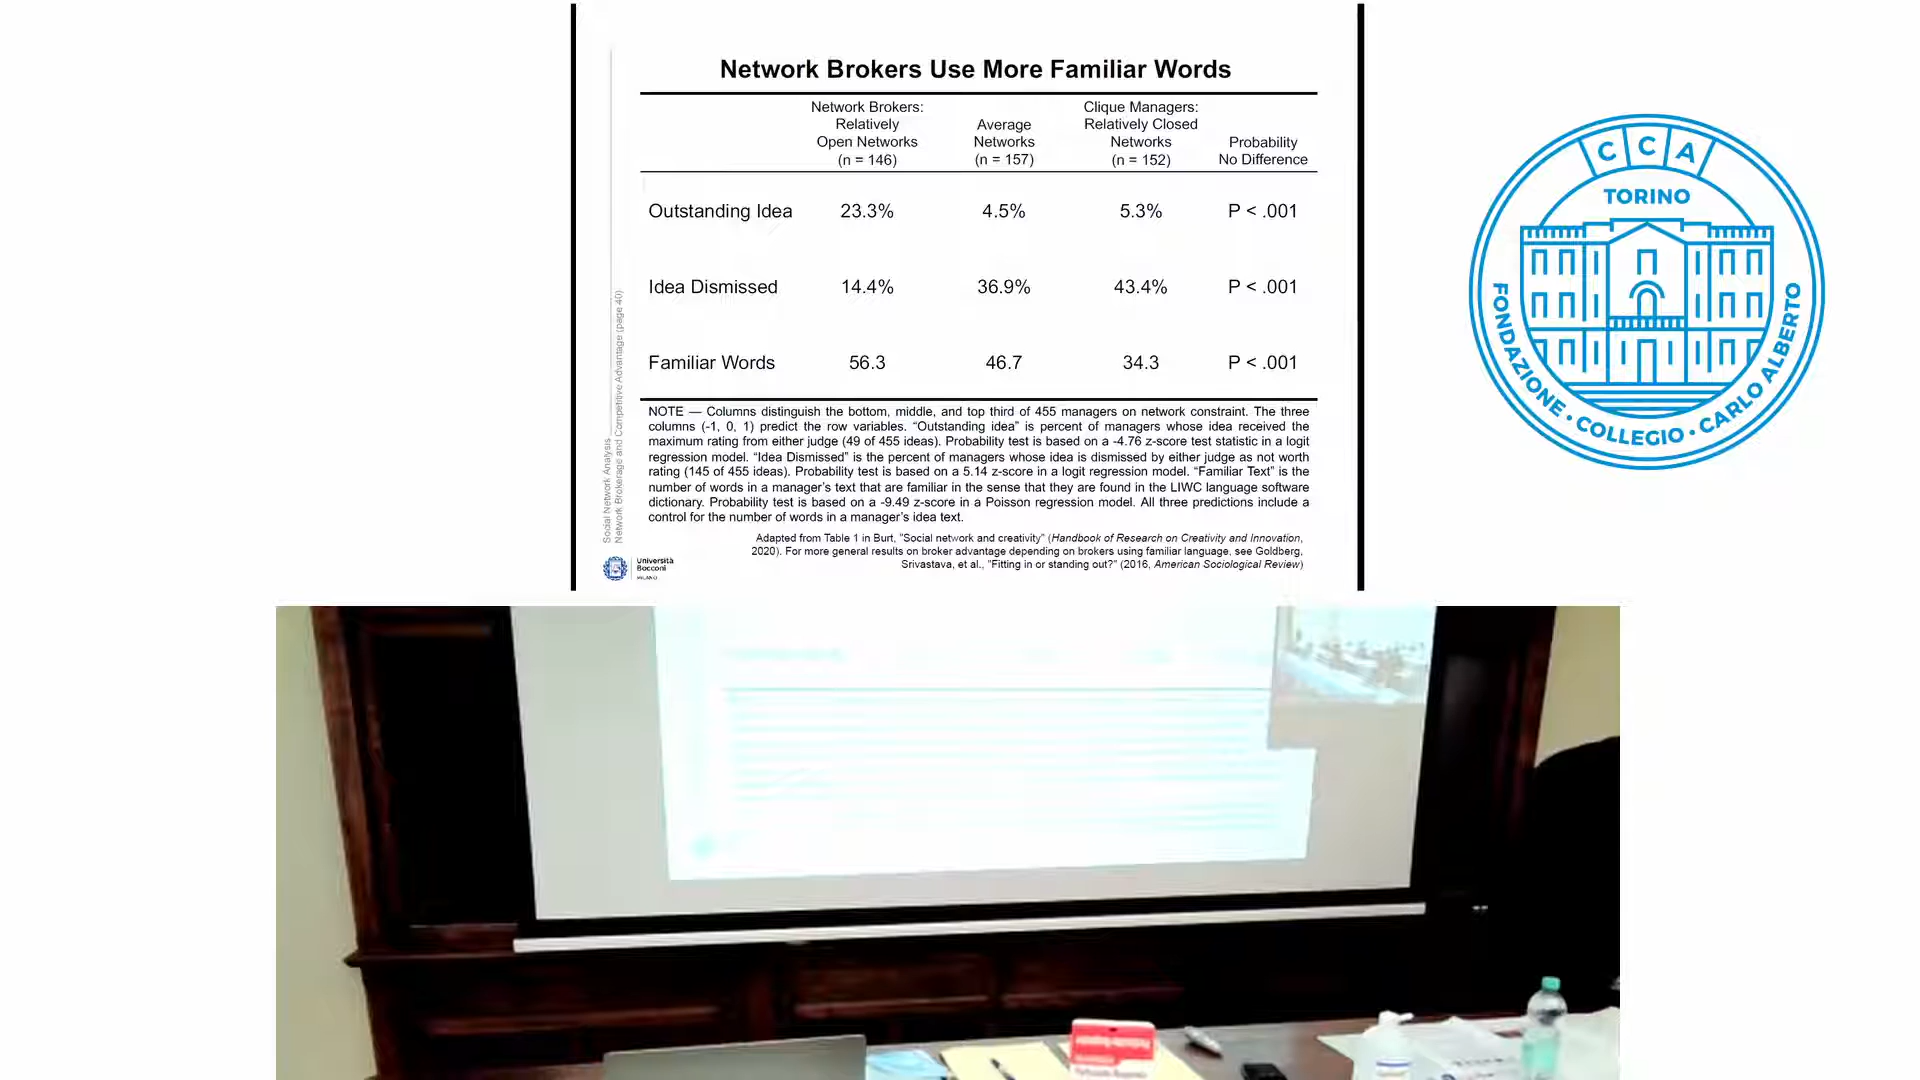 Network Brokers Use More Familiar Words
Network Brokers:
Relatively
Open Networks
(n = 146)
Average
Networks
(n = 157)
Clique Managers:
Relatively Closed
Networks
(n = 152)
Probability
No Difference
Outstanding Idea 23.3% 4.5% 5.3% P < .001
Idea Dismissed 14.4% 36.9% 43.4% P < .001
Familiar Words 56.3 46.7 34.3 P < .001
NOTE — Columns distinguish the bottom, middle, and top third of 455 managers on network constraint. The three
columns (-1, 0, 1) predict the row variables. “Outstanding idea” is percent of managers whose idea received the
maximum rating from either judge (49 of 455 ideas). Probability test is based on a -4.76 z-score test statistic in a logit
regression model. “Idea Dismissed” is the percent of managers whose idea is dismissed by either judge as not worth
rating (145 of 455 ideas). Probability test is based on a 5.14 z-score in a logit regression model. “Familiar Text” is the
number of words in a manager’s text that are familiar in the sense that they are found in the LIWC language software
dictionary. Probability test is based on a -9.49 z-score in a Poisson regression model. All three predictions include a
control for the number of words in a manager’s idea text.
Adapted from Table 1 in Burt, "Social network and creativity" (Handbook of Research on Creativity and Innovation,
2020). For more general results on broker advantage depending on brokers using familiar language, see Goldberg,
Srivastava, et al., "Fitting in or standing out?" (2016, American Sociological Review)
Social Network Analysis
Network Brokerage and Competitive Advantage (page 40)
Università
Bocconi
MILANO
CCA
TORINO
FONDAZIONE • COLLEGIO • CARLO ALBERTO